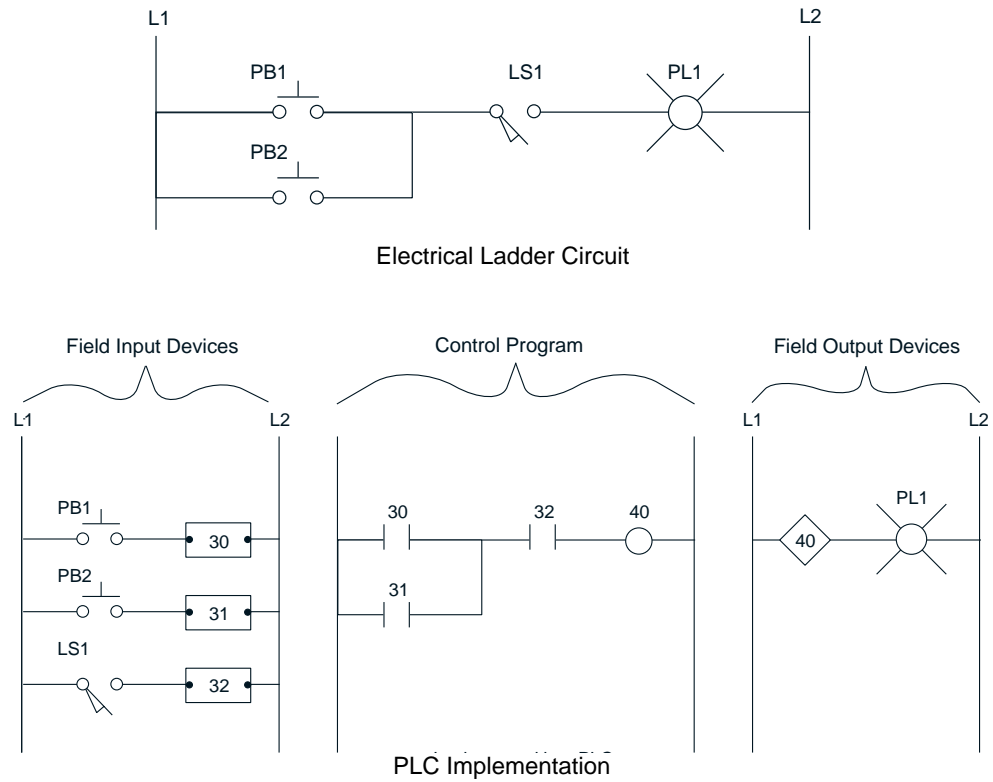 L1
L2
PB1
LS1
PL1
PB2
Electrical Ladder Circuit
Field Input Devices
Control Program
Field Output Devices
L1
L2
L1
L2
PB1
30
PB2
31
LS1
32
30
32
40
31
PL1
40
PLC Implementation